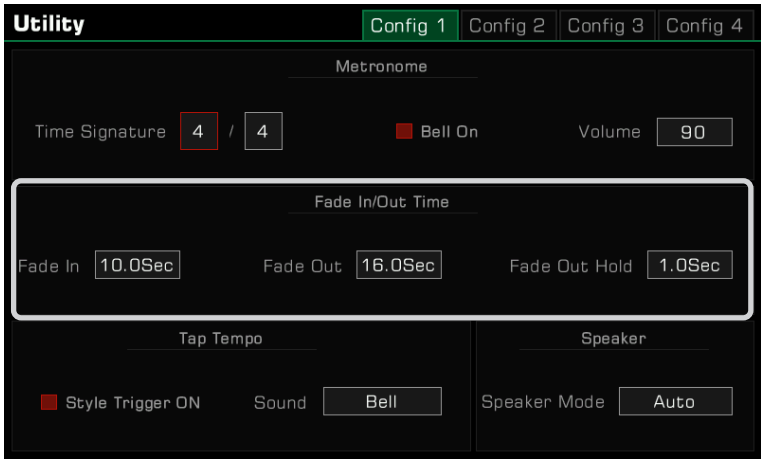 Utility Config 1 Config 2 Config 3 Config 4
Metronome
Time Signature 4 / 4 Bell On Volume 90
Fade In/Out Time
Fade In 10.0Sec Fade Out 16.0Sec Fade Out Hold 1.0Sec
Tap Tempo Speaker
Style Trigger ON Sound Bell Speaker Mode Auto